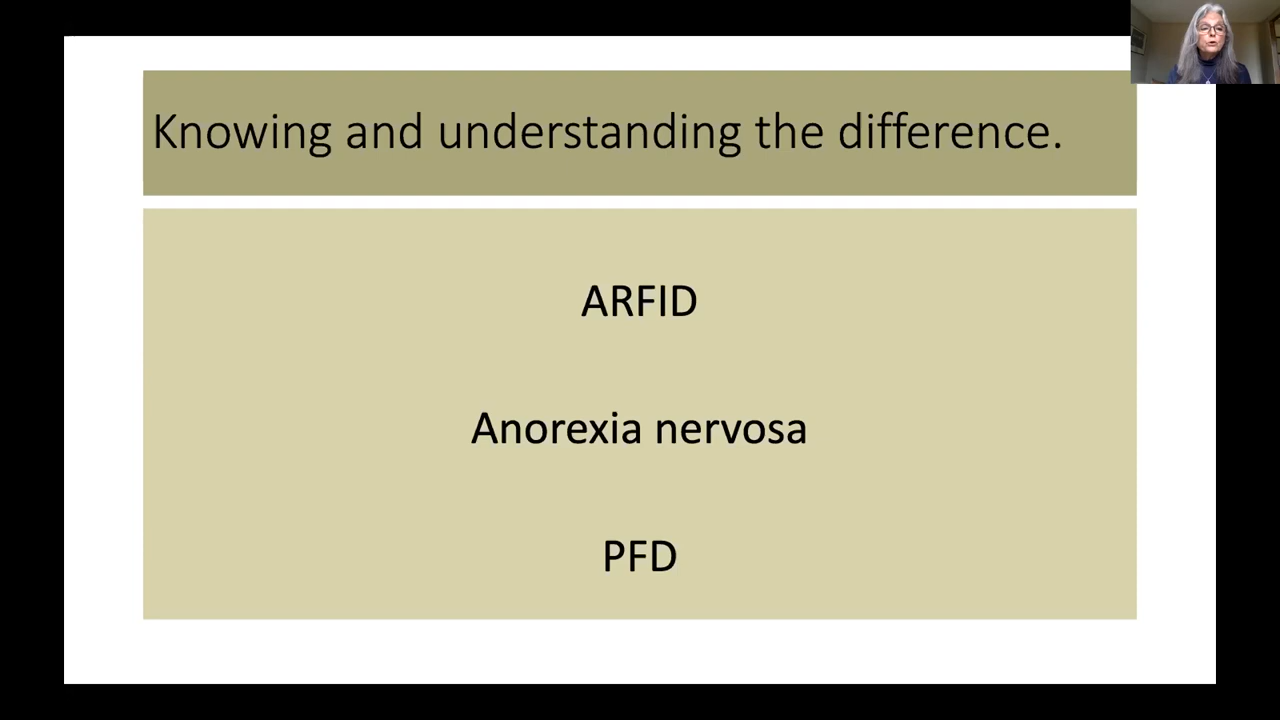 Knowing and understanding the difference.
ARFID
Anorexia nervosa
PFD